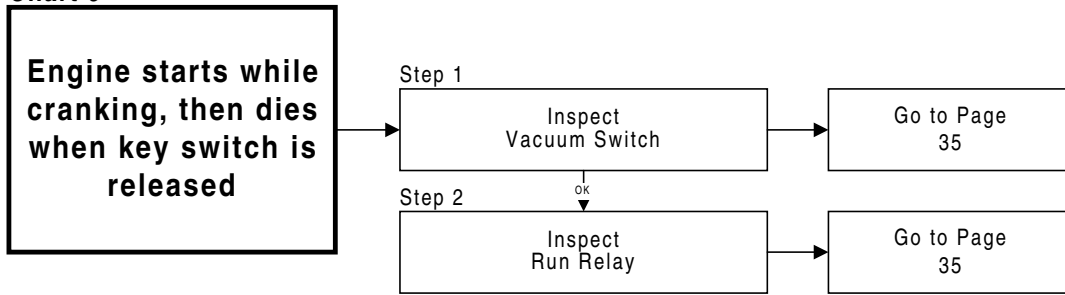 Engine starts while
cranking, then dies
when key switch is
released
Step 1
Inspect
Vacuum Switch
Go to Page
35
OK
Step 2
Inspect
Run Relay
Go to Page
35